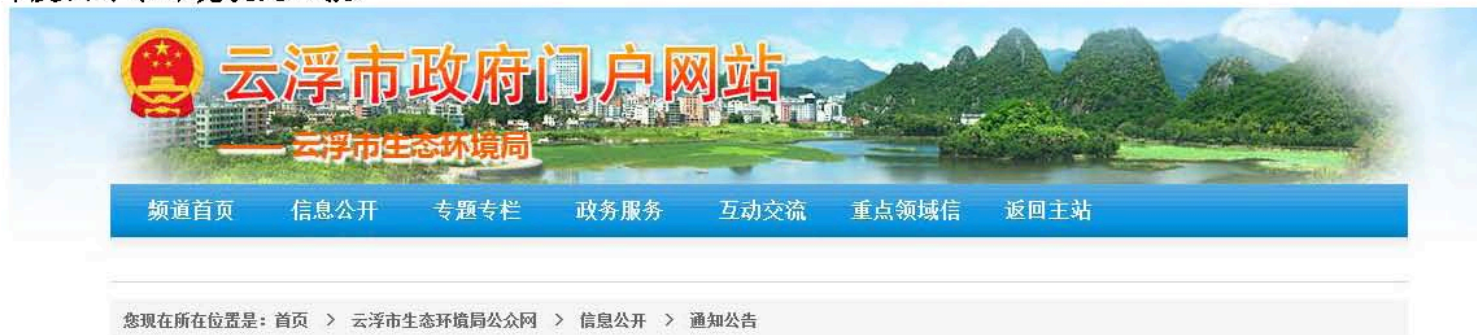 云浮市政府门户网站
—— 云浮市生态环境局
频道首页 信息公开 专题专栏 政务服务 互动交流 重点领域信 返回主站
您现在所在位置是：首页 > 云浮市生态环境局公众网 > 信息公开 > 通知公告